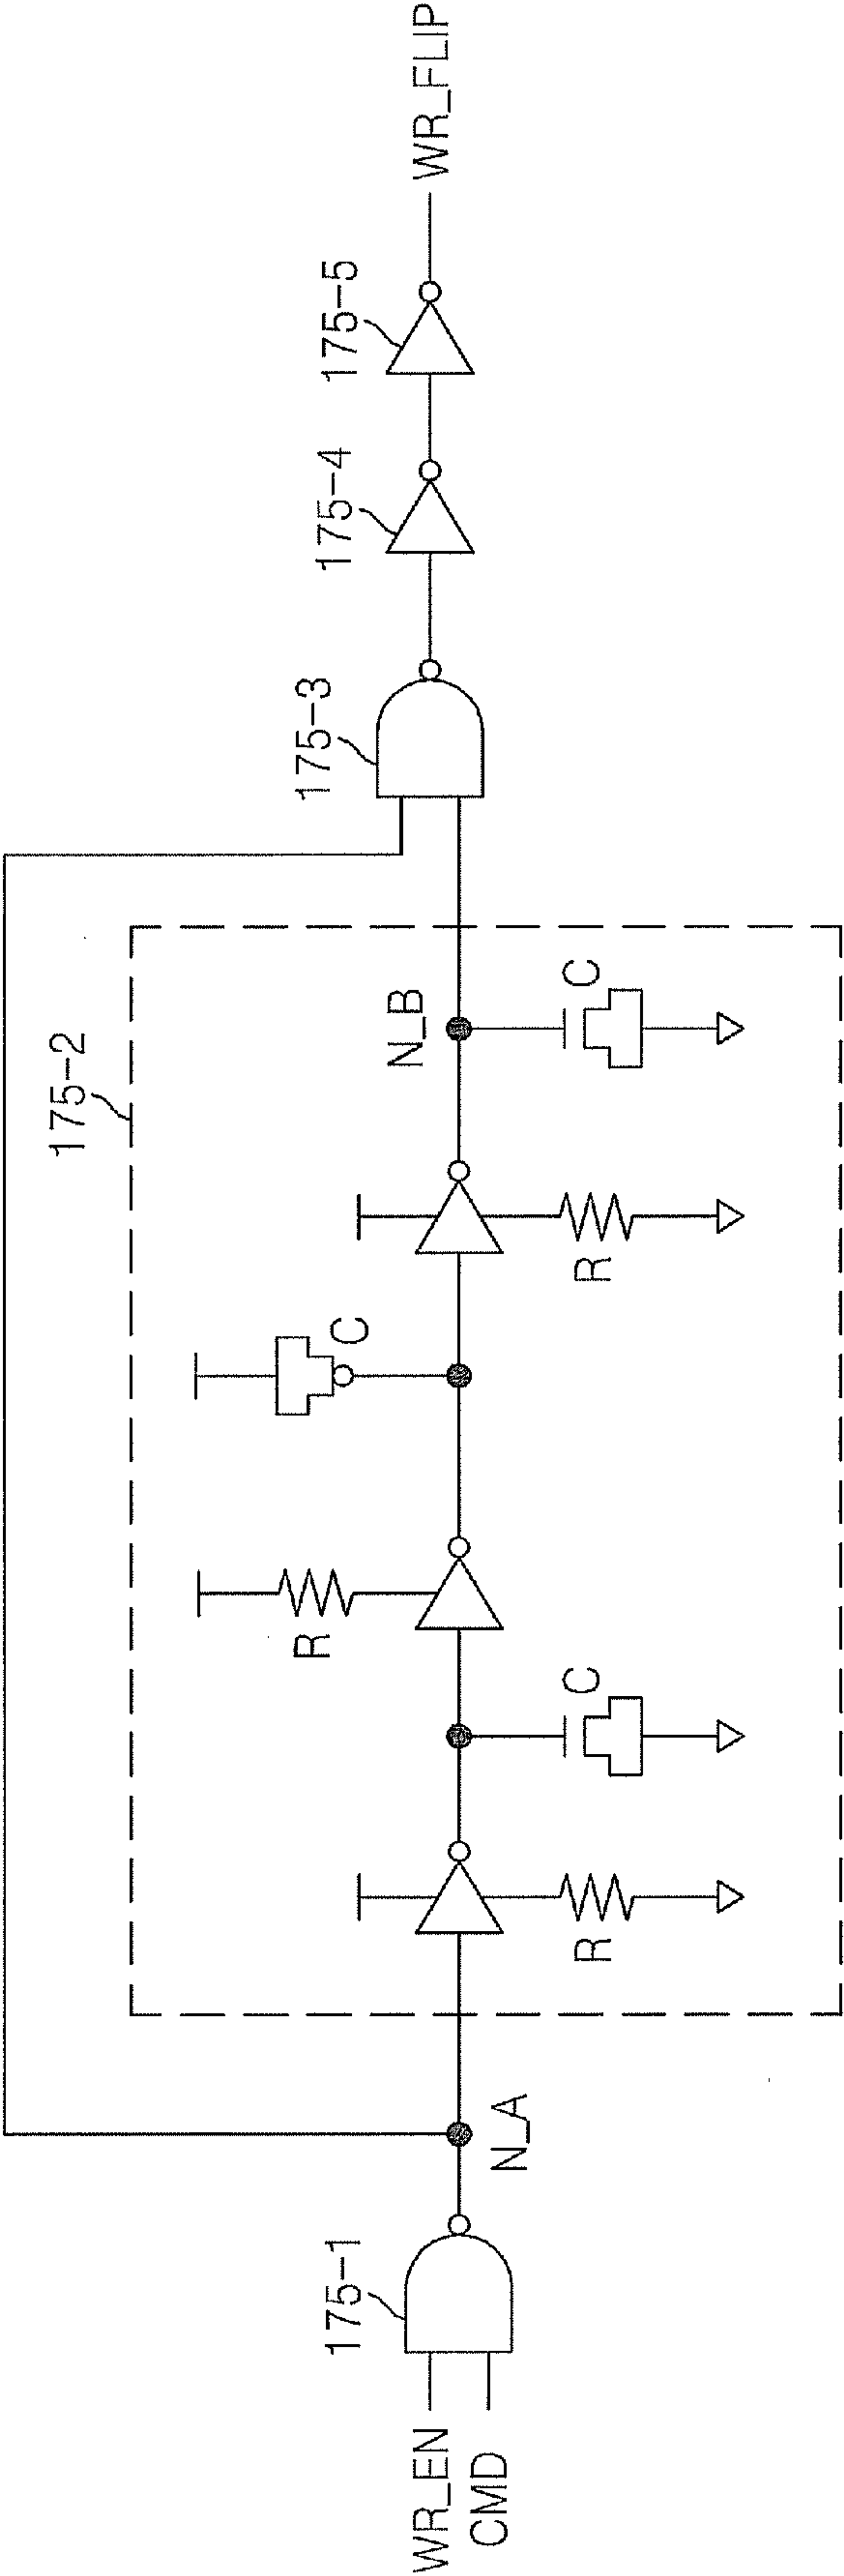 WR_EN
CMD
175-1
N_A
175-2
R
C
R
C
R
N_B
C
175-3
175-4
175-5
WR_FLIP